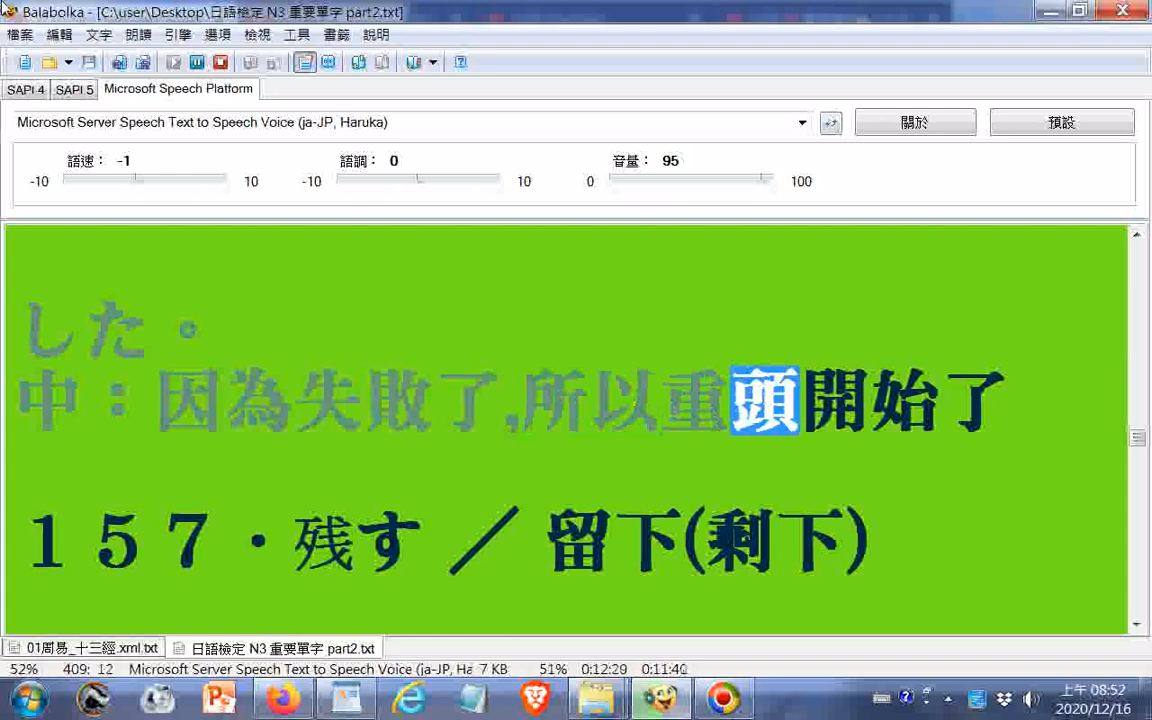 Balabolka - [C:\user\Desktop\日語檢定 N3 重要單字 part2.txt]
檔案 編輯 文字 朗讀 引擎 選項 檢視 工具 書籤 說明
SAPI 4 SAPI 5 Microsoft Speech Platform
Microsoft Server Speech Text to Speech Voice (ja-JP, Haruka) 關於 預設
語速： -1 語調： 0 音量： 95
-10 10 -10 10 0 100
した。
中：因為失敗了,所以重頭開始了
１５７・残す ／ 留下(剩下)
01周易_十三經.xml.txt 日語檢定 N3 重要單字 part2.txt
52% 409: 12 Microsoft Server Speech Text to Speech Voice (ja-JP, Ha 7 KB 51% 0:12:29 0:11:40
上午 08:52
2020/12/16